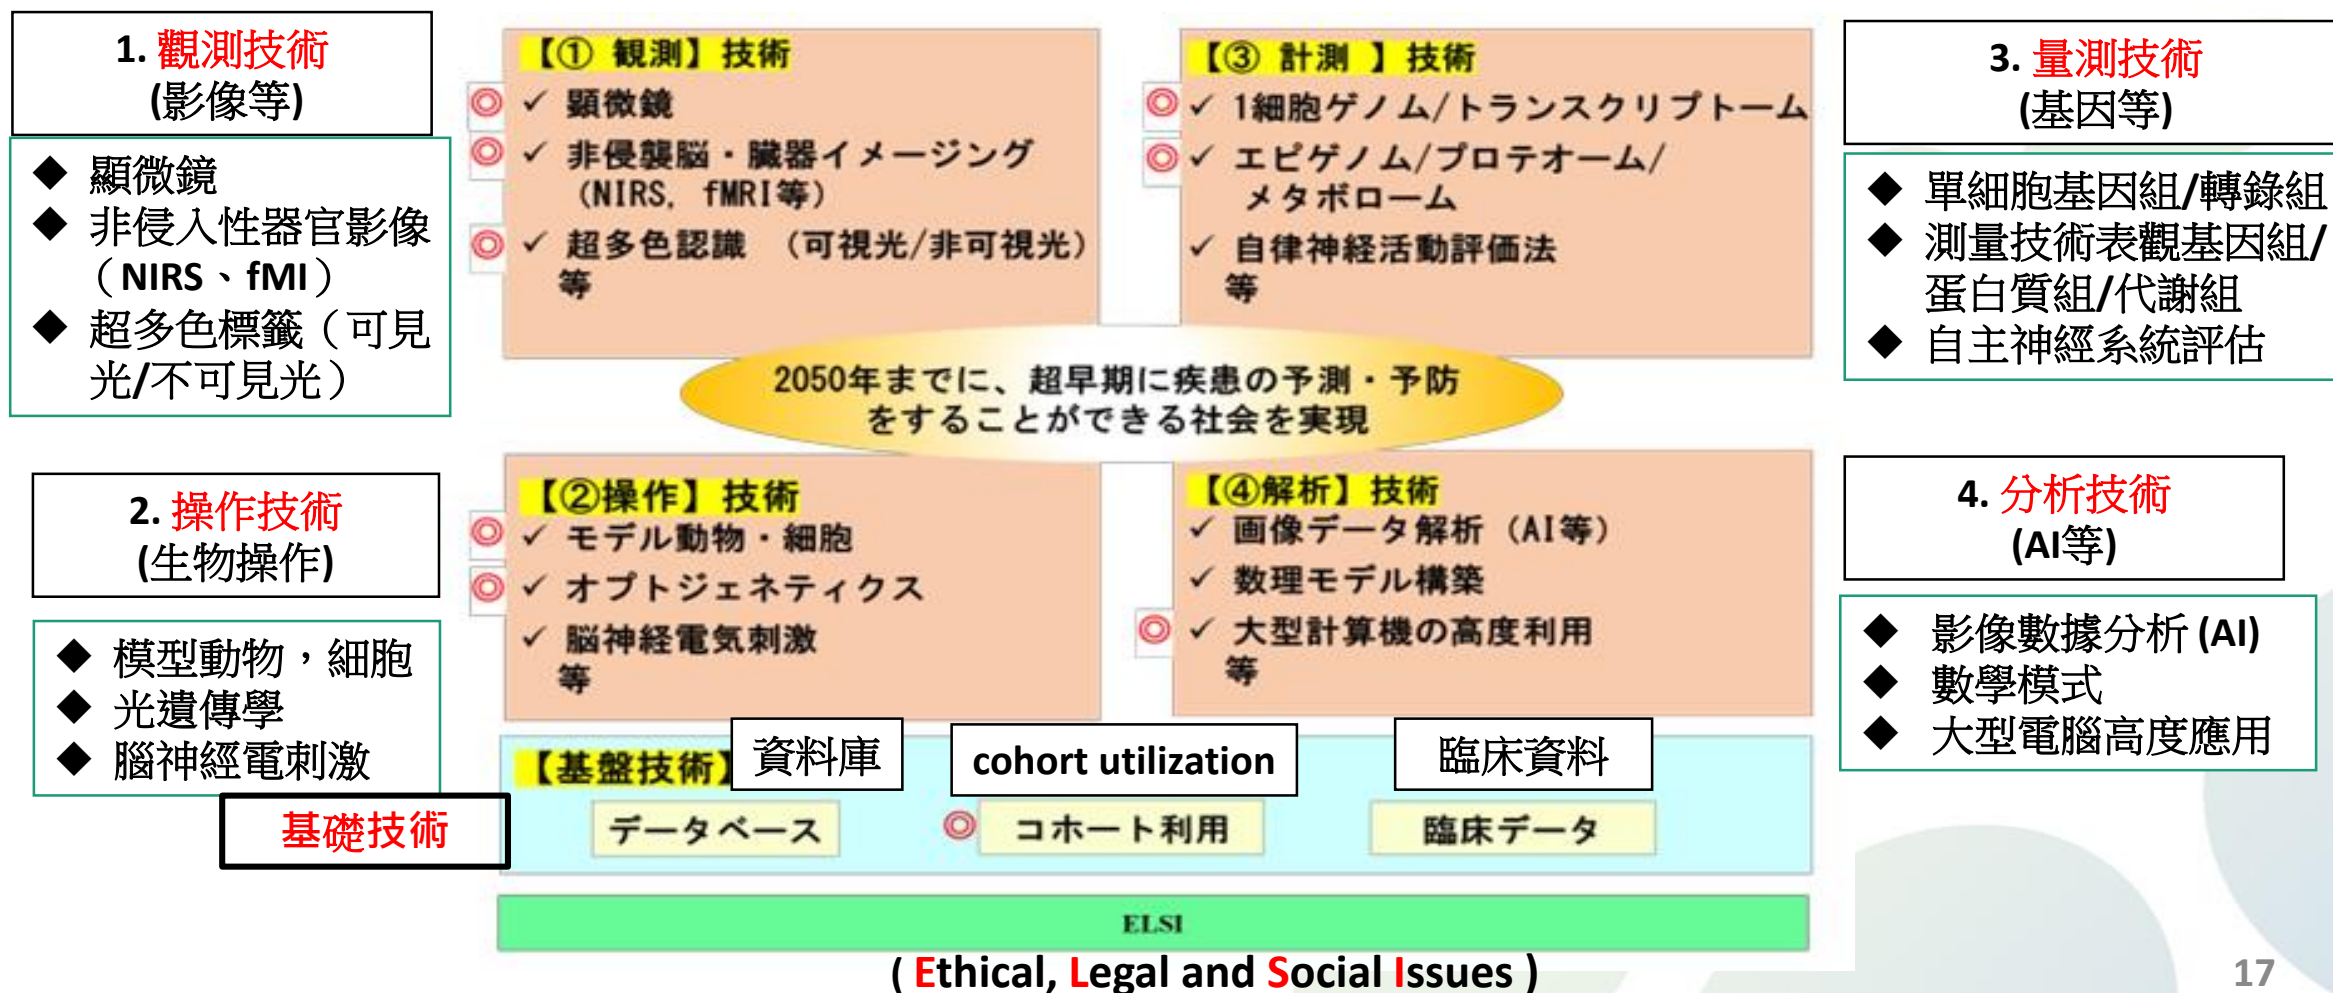 1. 觀測技術
(影像等)
◆ 顯微鏡
◆ 非侵入性器官影像
（NIRS、fMI）
◆ 超多色標籤（可見
光/不可見光）
2. 操作技術
(生物操作)
◆ 模型動物，細胞
◆ 光遺傳學
◆ 腦神經電刺激
基礎技術
【① 観測】技術
◎ ✓ 顕微鏡
◎ ✓ 非侵襲脳・臓器イメージング
（NIRS, fMRI等）
◎ ✓ 超多色認識 （可視光/非可視光）
等
【③ 計測 】技術
◎ ✓ 1細胞ゲノム/トランスクリプトーム
◎ ✓ エピゲノム/プロテオーム/
メタボローム
✓ 自律神経活動評価法
等
2050年までに、超早期に疾患の予測・予防
をすることができる社会を実現
【②操作】技術
◎ ✓ モデル動物・細胞
◎ ✓ オプトジェネティクス
✓ 脳神経電気刺激
等
【④解析】技術
✓ 画像データ解析（AI等）
✓ 数理モデル構築
◎ ✓ 大型計算機の高度利用
等
【基盤技術】
資料庫
cohort utilization
臨床資料
データベース
◎ コホート利用
臨床データ
ELSI
( Ethical, Legal and Social Issues )
3. 量測技術
(基因等)
◆ 單細胞基因組/轉錄組
◆ 測量技術表觀基因組/
蛋白質組/代謝組
◆ 自主神經系統評估
4. 分析技術
(AI等)
◆ 影像數據分析 (AI)
◆ 數學模式
◆ 大型電腦高度應用
17